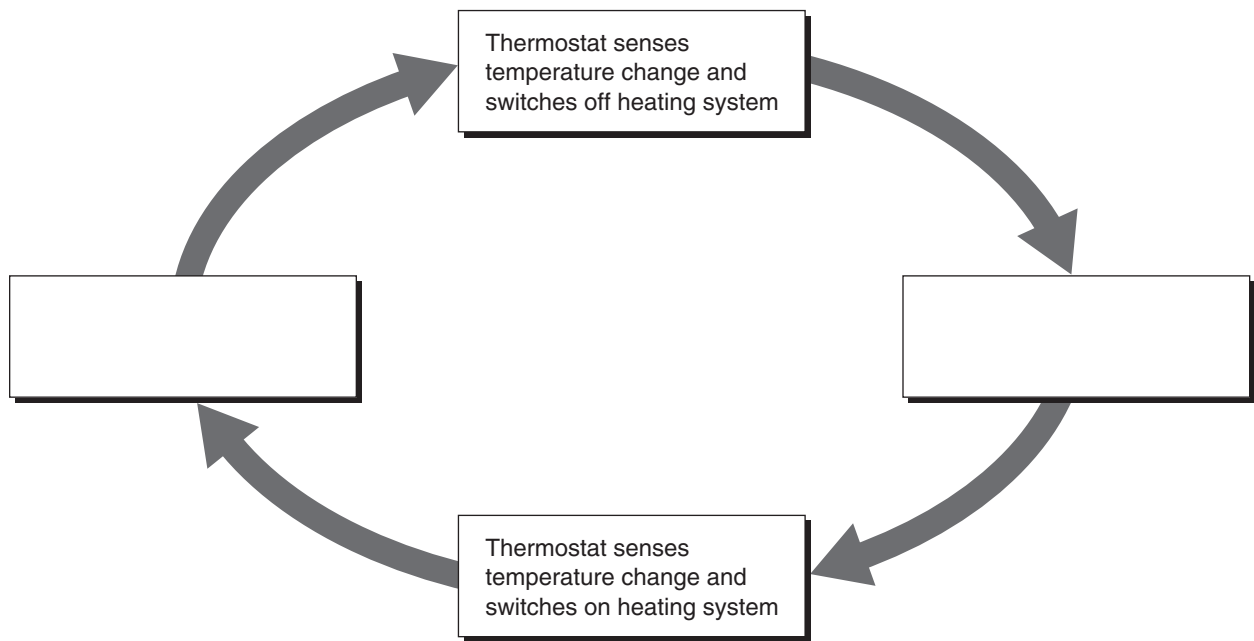 Thermostat senses
temperature change and
switches off heating system
Thermostat senses
temperature change and
switches on heating system